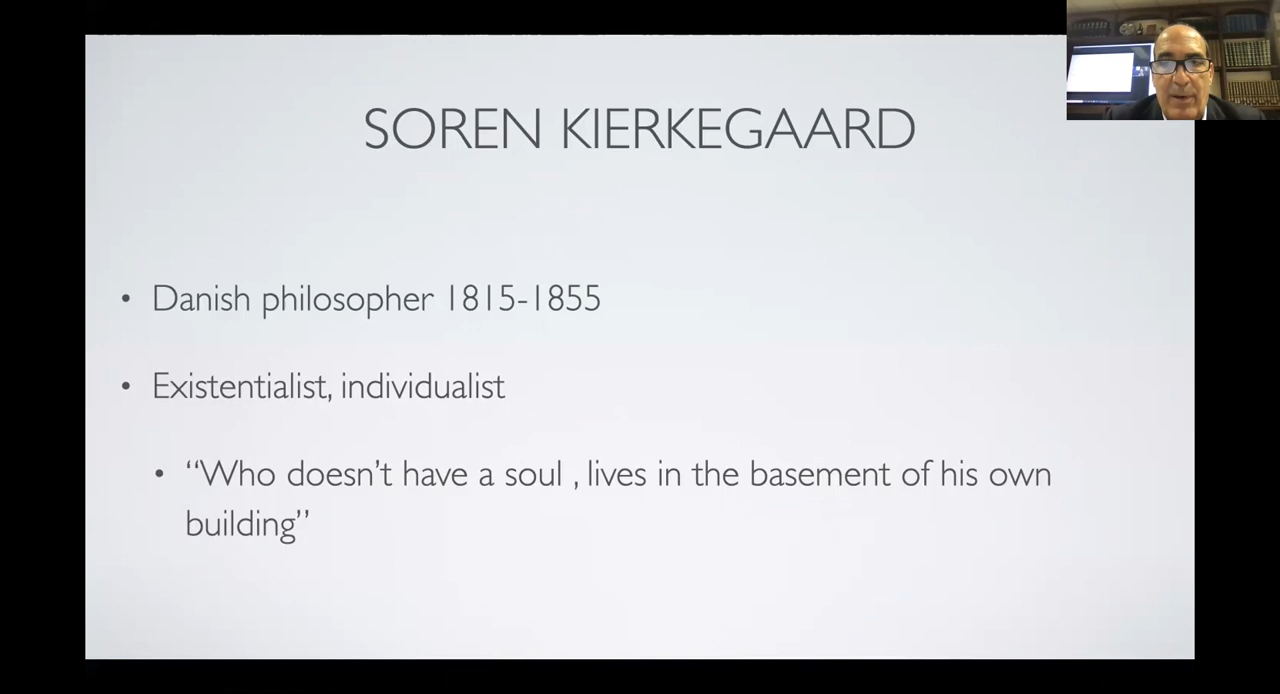 SOREN KIERKEGAARD
• Danish philosopher 1815-1855
• Existentialist, individualist
• “Who doesn’t have a soul , lives in the basement of his own
building”